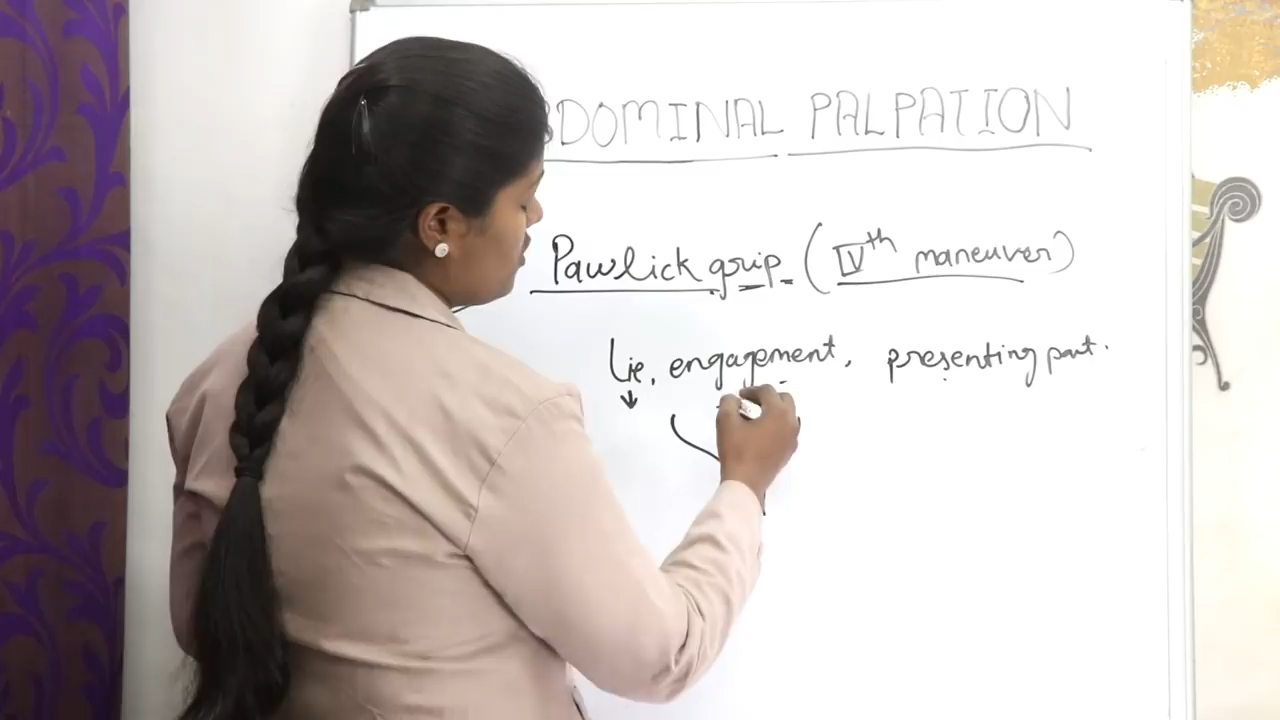 DOMINAL PALPATION
Pawlick grip (IVth maneuver)
Lie, engagement, presenting part.